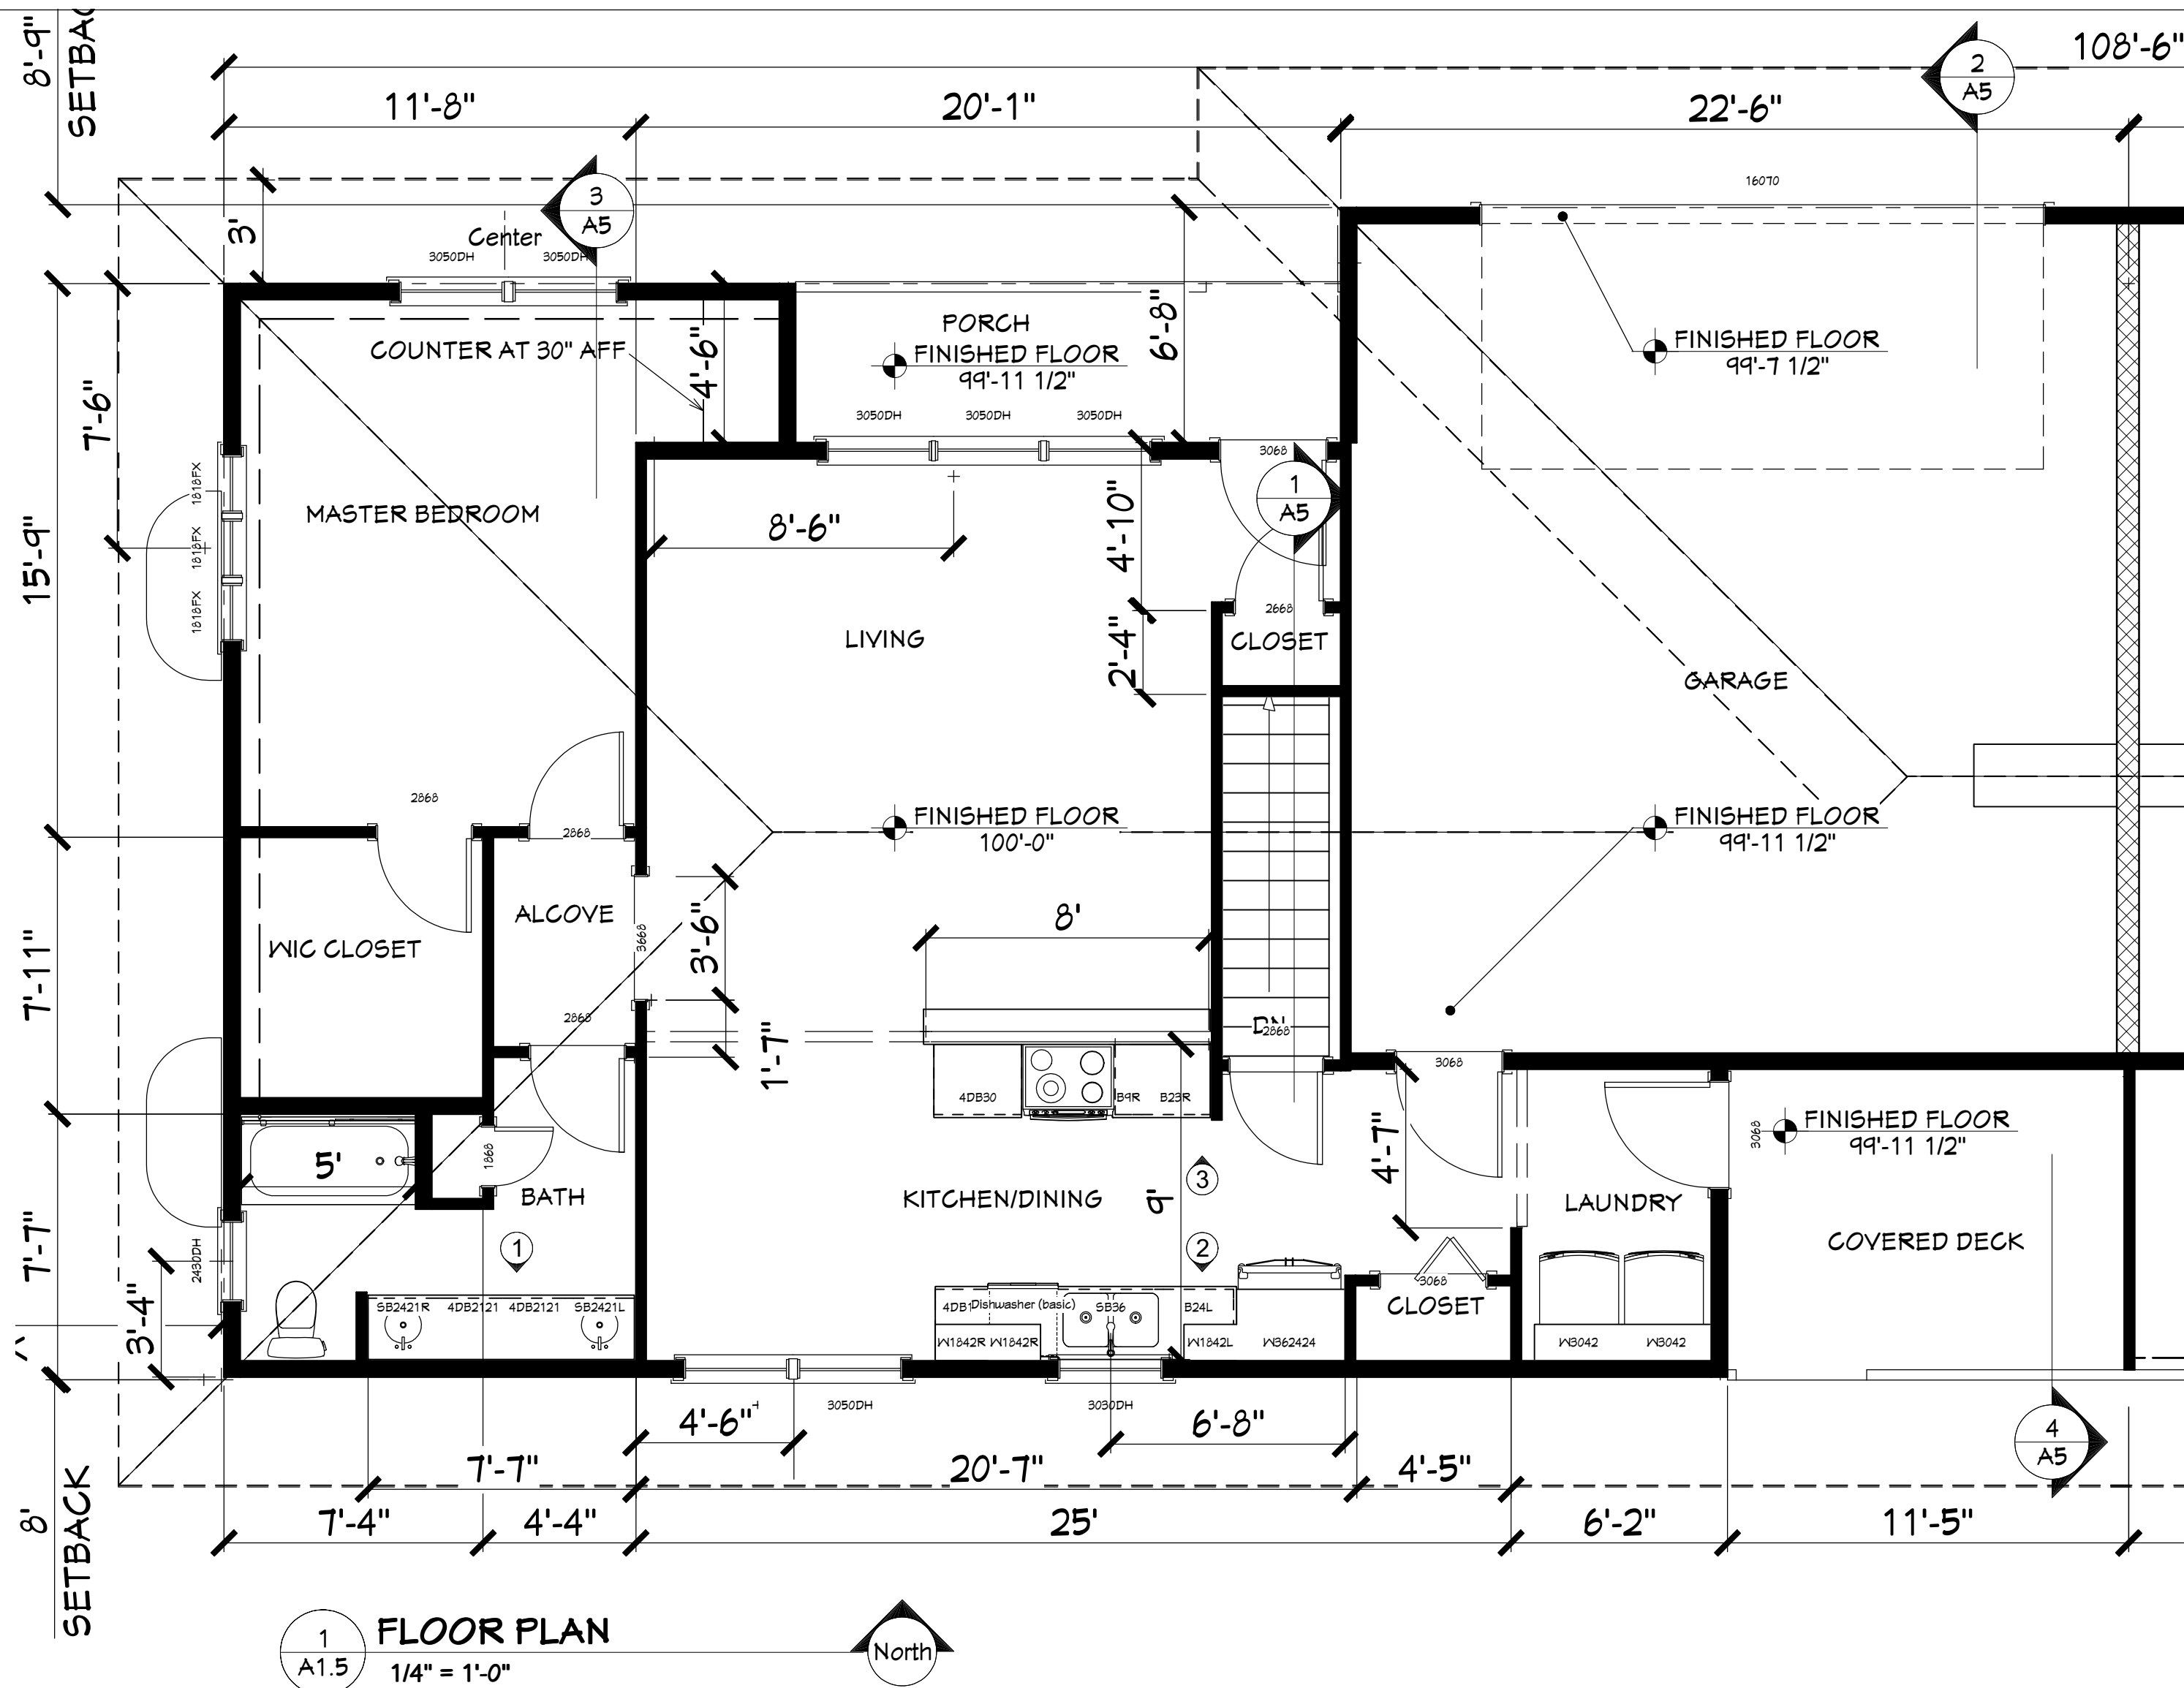 8'-9"
SETBAC
108'-6"
2
A5
11'-8"
20'-1"
22'-6"
16070
3'
3
A5
Center
3050DH
3050DH
COUNTER AT 30" AFF
4'-6"
PORCH
FINISHED FLOOR
99'-11 1/2"
6'-8"
FINISHED FLOOR
99'-7 1/2"
3050DH
3050DH
3050DH
7'-6"
15'-9"
1818FX
1818FX
1818FX
MASTER BEDROOM
8'-6"
3068
1
A5
4'-10"
2668
CLOSET
2'-4"
LIVING
GARAGE
2868
2868
FINISHED FLOOR
100'-0"
FINISHED FLOOR
99'-11 1/2"
ALCOVE
WIC CLOSET
3668
3'-6"
8'
7'-11"
2868
1'-7"
DN
2868
3068
4DB30
B9R
B23R
4'-7"
3068
FINISHED FLOOR
99'-11 1/2"
5'
1868
BATH
KITCHEN/DINING
3
9'
LAUNDRY
COVERED DECK
7'-7"
2430DH
1
2
3'-4"
SB2421R
4DB2121
4DB2121
SB2421L
4DB1
Dishwasher (basic)
SB36
B24L
3068
CLOSET
W1842R
W1842R
W1842L
W362424
W3042
W3042
3050DH
3030DH
4'-6"
6'-8"
4
A5
7'-7"
20'-7"
4'-5"
8'
SETBACK
7'-4"
4'-4"
25'
6'-2"
11'-5"
1
A1.5
FLOOR PLAN
1/4" = 1'-0"
North